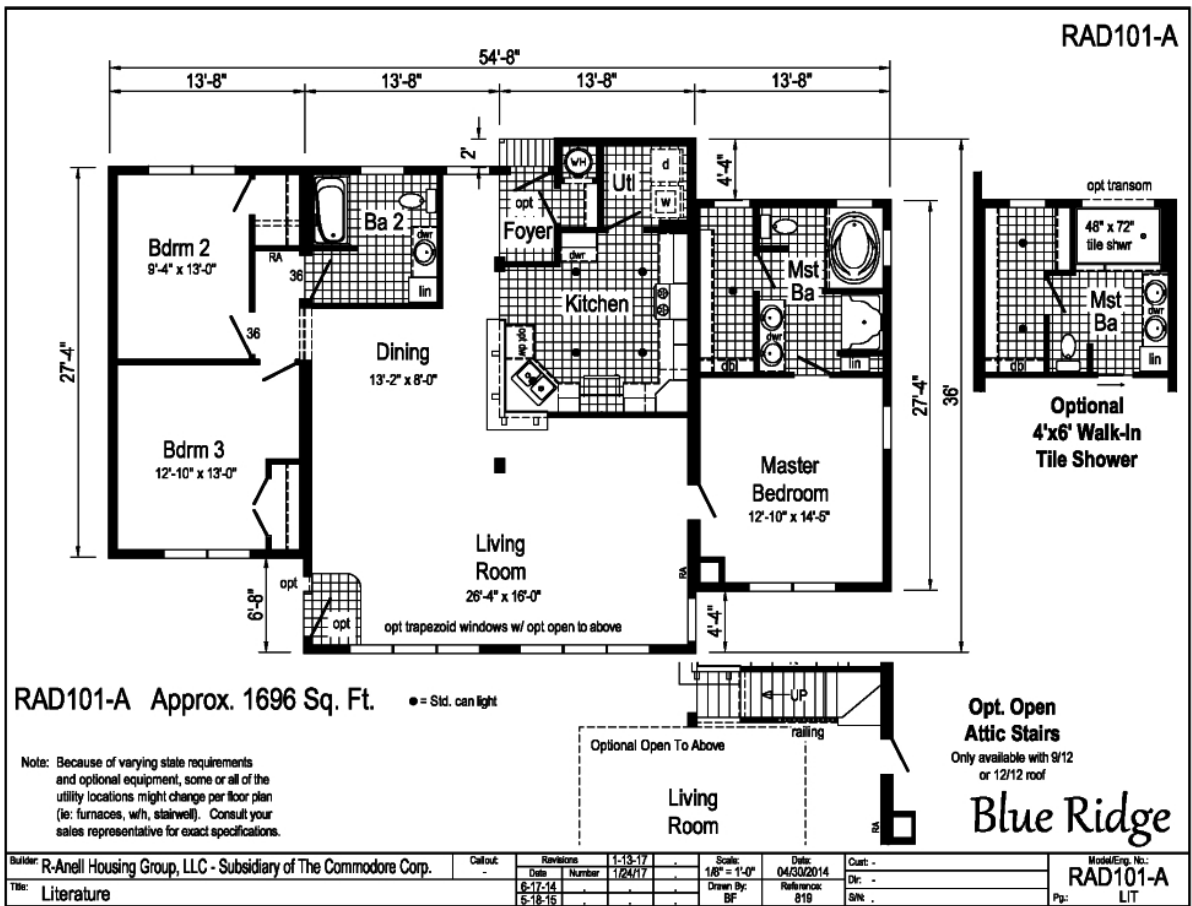 RAD101-A
54'-8"
13'-8"
13'-8"
13'-8"
13'-8"
2'
4'-4"
27'-4"
Bdrm 2
9'-4" x 13'-0"
RA
36
36
Ba 2
dwr
lin
opt
Foyer
WH
Utl
d
w
dwr
Kitchen
opt
dw
Dining
13'-2" x 8'-0"
Mst
Ba
dwr
lin
dbl
27'-4"
36'
opt transom
48" x 72"
tile shwr
Mst
Ba
dwr
lin
dbl
Optional
4'x6' Walk-In
Tile Shower
Bdrm 3
12'-10" x 13'-0"
Master
Bedroom
12'-10" x 14'-5"
Living
Room
26'-4" x 16'-0"
opt trapezoid windows w/ opt open to above
opt
opt
RA
6'-8"
4'-4"
RAD101-A Approx. 1696 Sq. Ft.
● = Std. can light
UP
railing
Optional Open To Above
Living
Room
RA
Opt. Open
Attic Stairs
Only available with 9/12
or 12/12 roof
Blue Ridge
Note: Because of varying state requirements
and optional equipment, some or all of the
utility locations might change per floor plan
(ie: furnaces, w/h, stairwell). Consult your
sales representative for exact specifications.
Builder: R-Anell Housing Group, LLC - Subsidiary of The Commodore Corp.
Title: Literature
Callout:
-
Revisions
Date Number
6-17-14
5-18-15
1-13-17
1/24/17
Scale:
1/8" = 1'-0"
Date:
04/30/2014
Drawn By:
BF
Reference:
819
Cust: -
Dir: -
S/N: .
Model/Eng. No.:
RAD101-A
Pg.: LIT